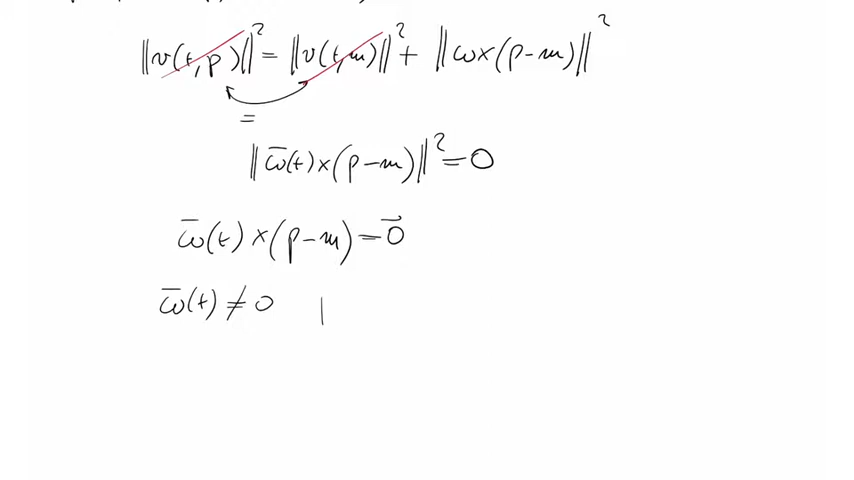 ‖v(t,p)‖² = ‖v(t,m)‖² + ‖ω×(p−m)‖²
=
‖ω̅(t)×(p−m)‖² = 0
ω̅(t)×(p−m) = 0⃗
ω̅(t) ≠ 0